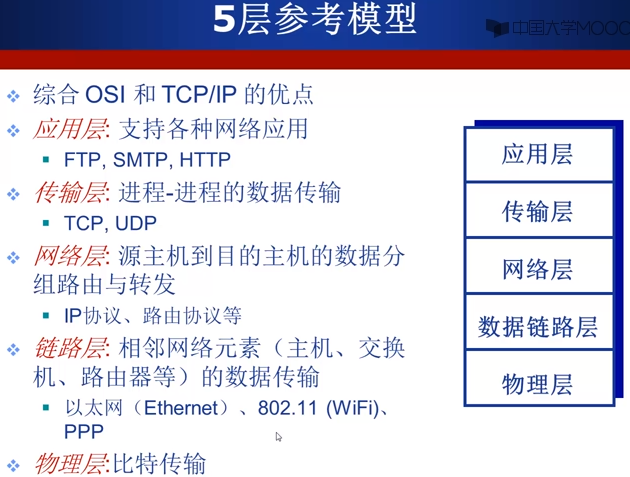 5层参考模型
中国大学MOOC
综合 OSI 和 TCP/IP 的优点
应用层: 支持各种网络应用
FTP, SMTP, HTTP
传输层: 进程-进程的数据传输
TCP, UDP
网络层: 源主机到目的主机的数据分
组路由与转发
IP协议、路由协议等
链路层: 相邻网络元素（主机、交换
机、路由器等）的数据传输
以太网（Ethernet）、802.11 (WiFi)、
PPP
物理层:比特传输
应用层
传输层
网络层
数据链路层
物理层